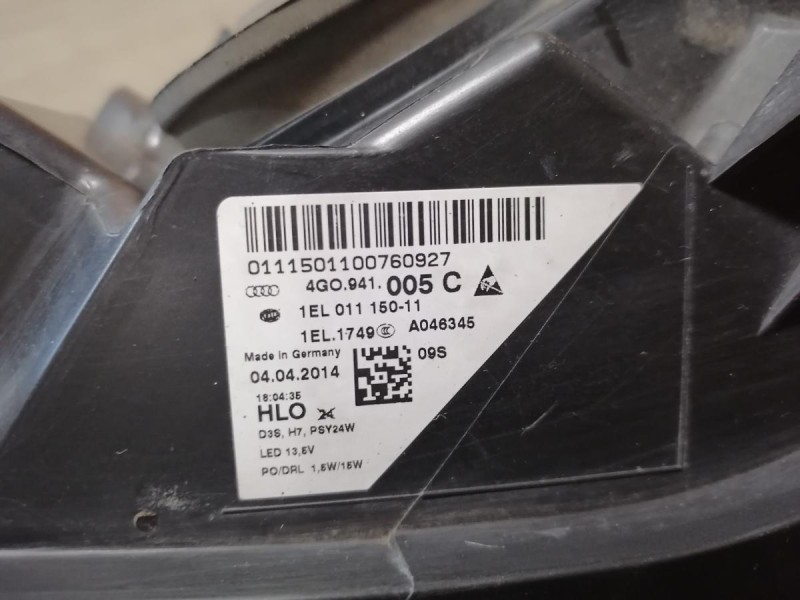 0111501100760927
4GO.941. 005 C
1EL 011 150-11
1EL.1749 A046345
Made in Germany 09S
04.04.2014
18:04:35
HLO 24
D3S, H7, PSY24W
LED 13,5V
PO/DRL 1,5W/15W